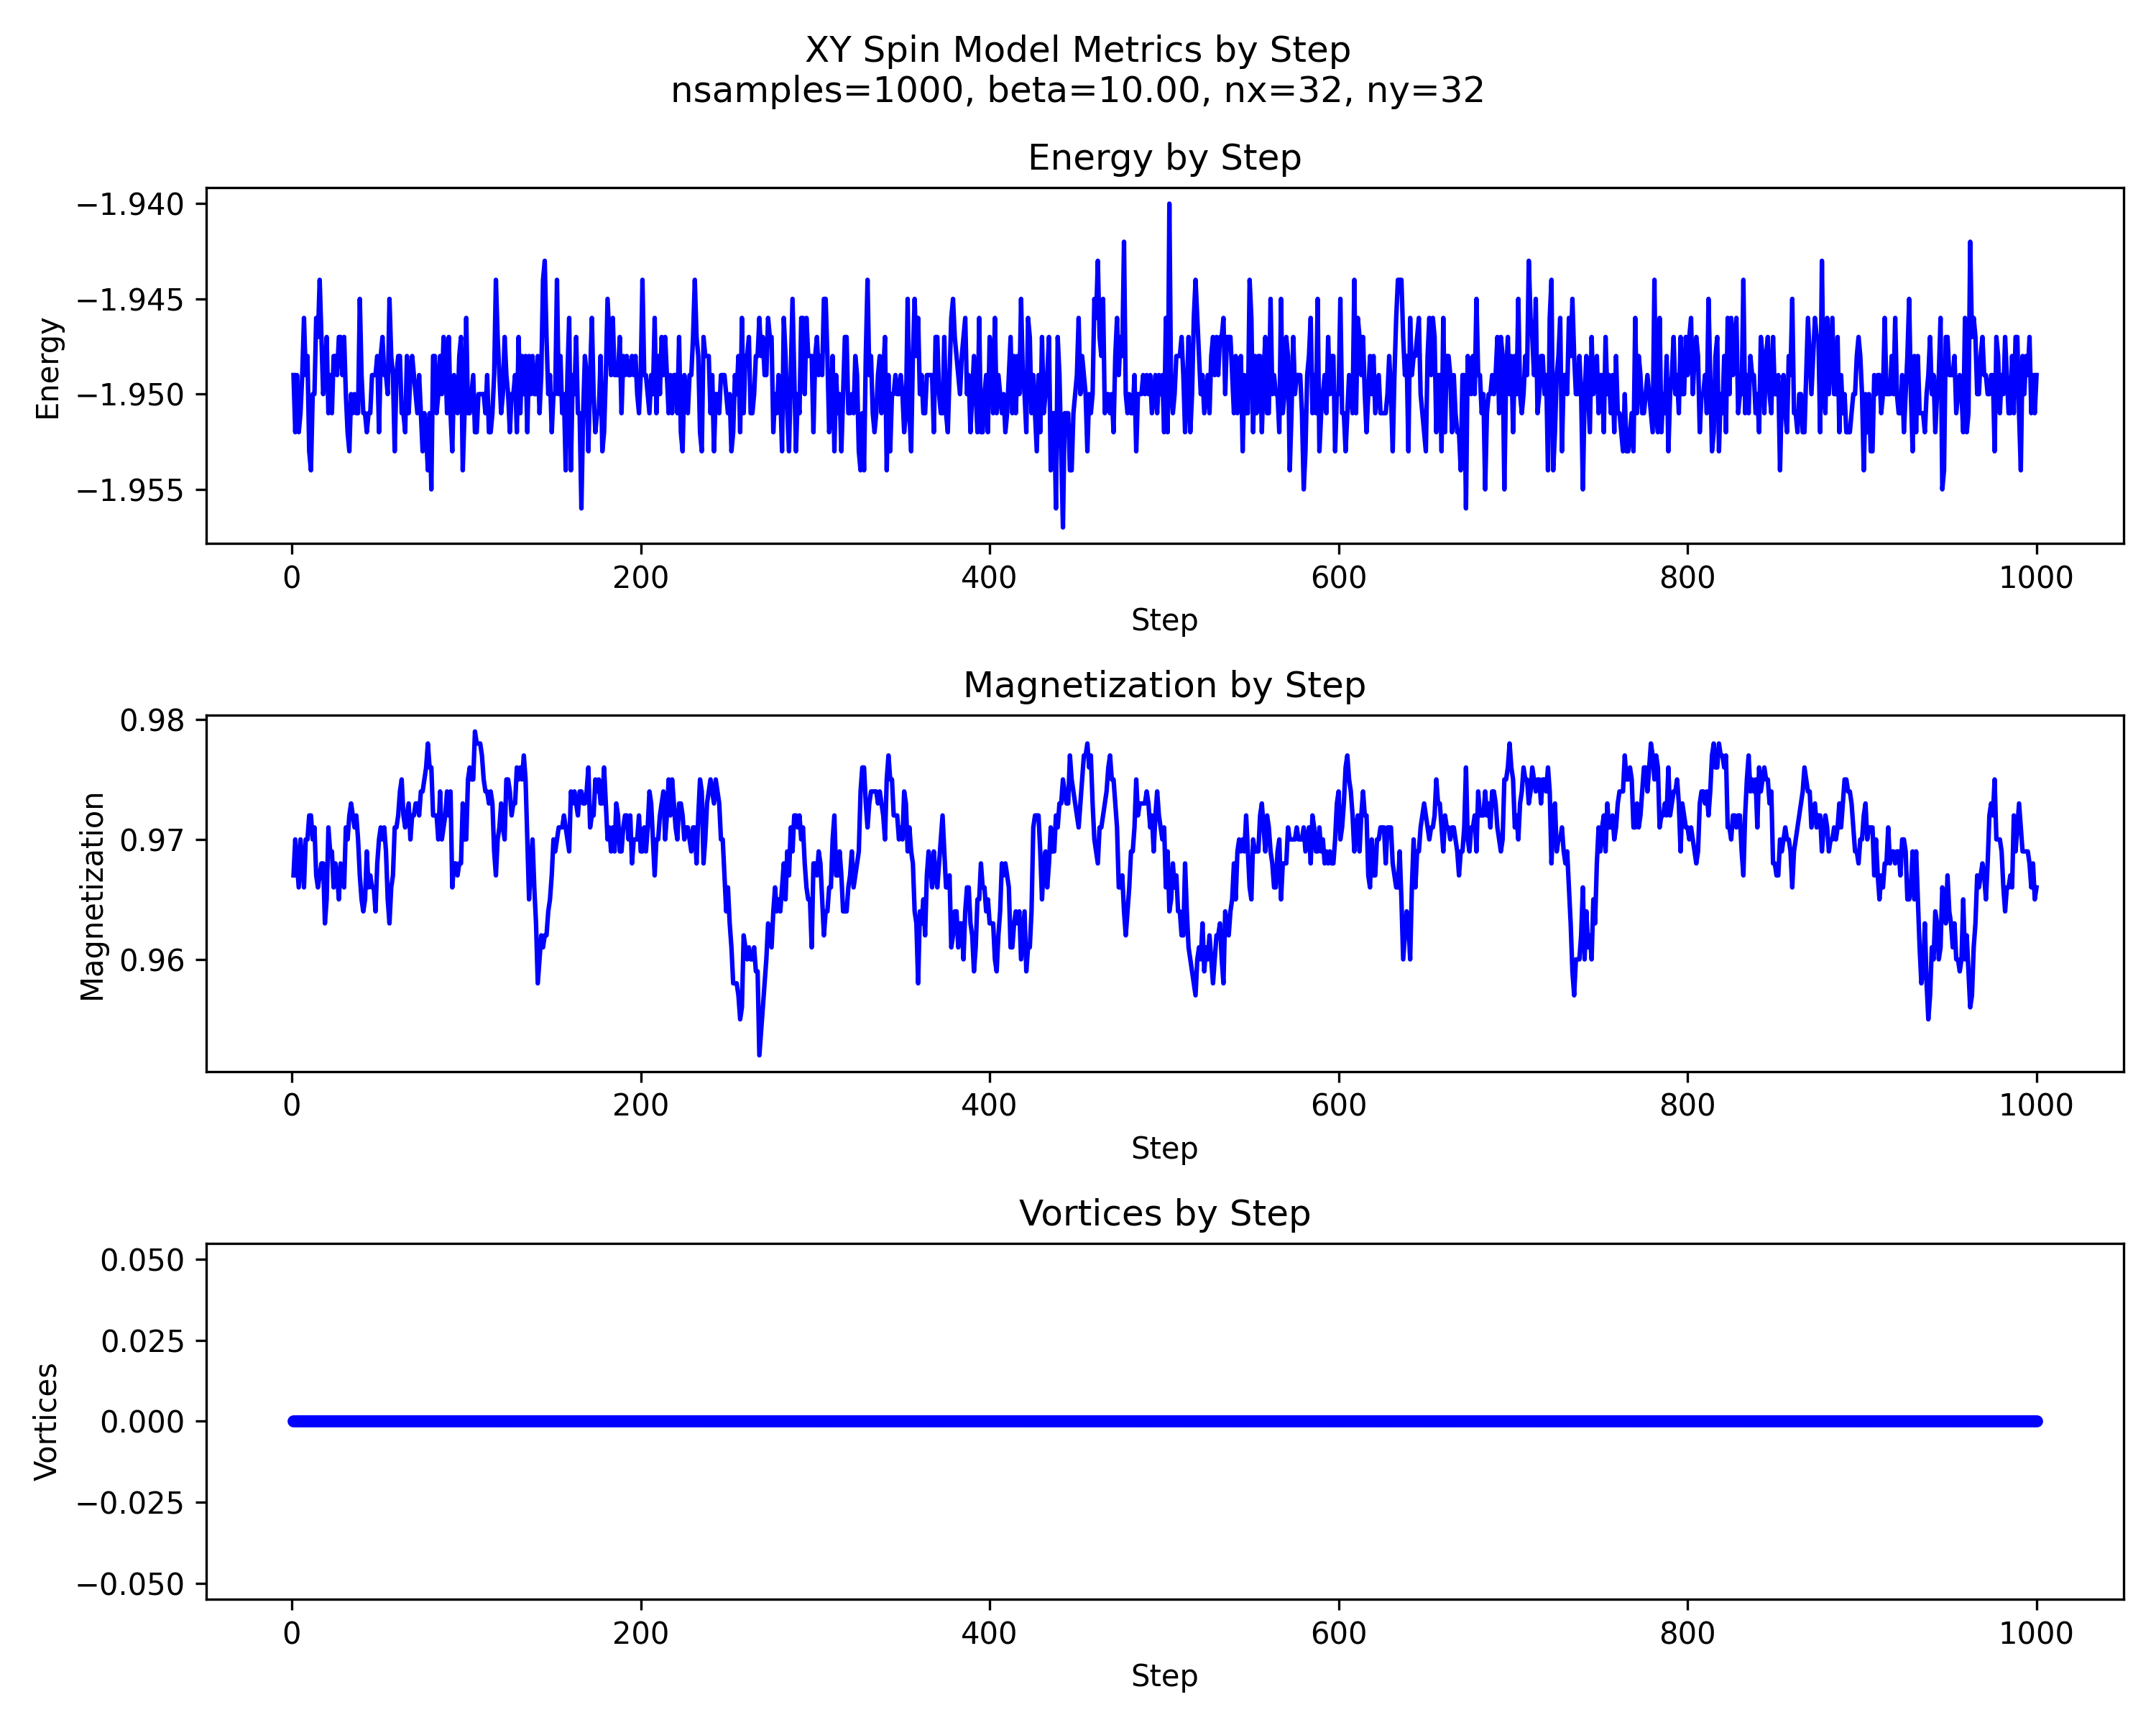 XY Spin Model Metrics by Step
nsamples=1000, beta=10.00, nx=32, ny=32
Energy by Step
Energy
−1.940
−1.945
−1.950
−1.955
0 200 400 600 800 1000
Step
Magnetization by Step
Magnetization
0.98
0.97
0.96
0 200 400 600 800 1000
Step
Vortices by Step
Vortices
0.050
0.025
0.000
−0.025
−0.050
0 200 400 600 800 1000
Step